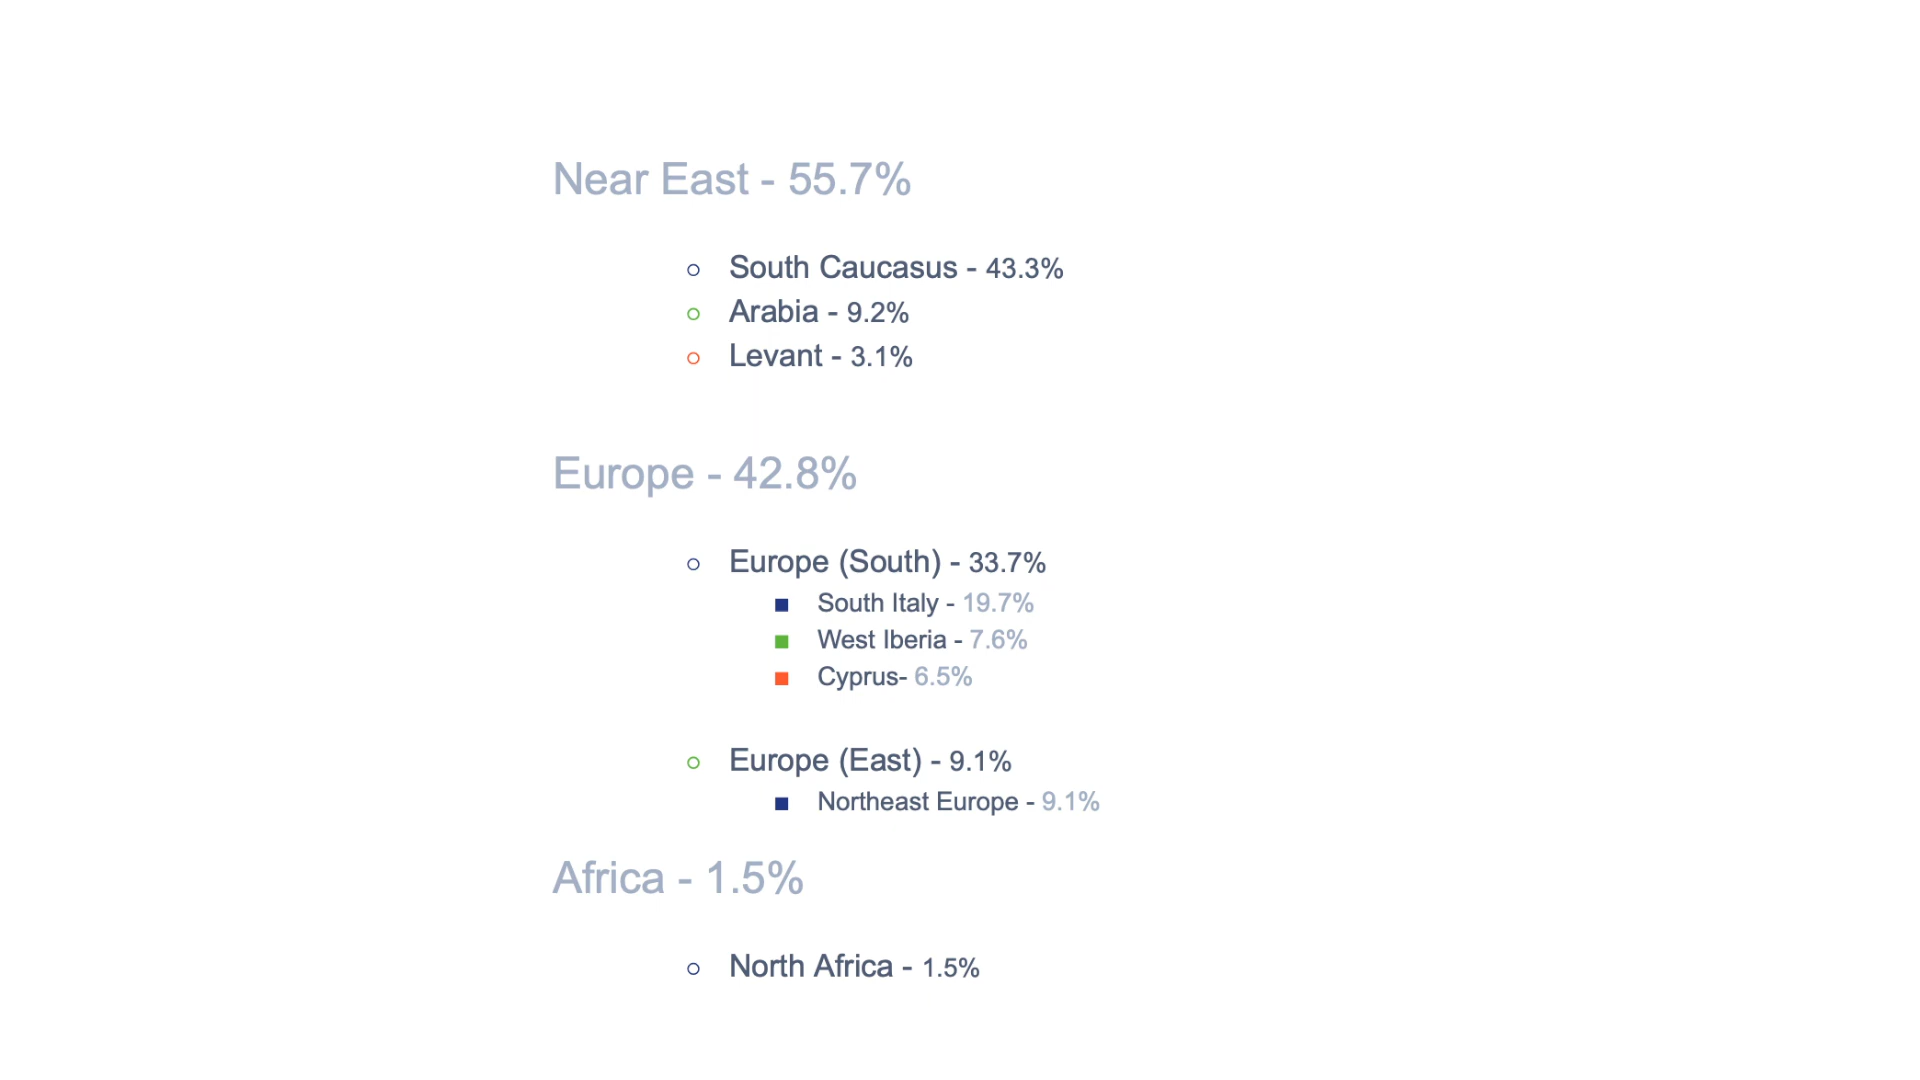 Near East - 55.7%
South Caucasus - 43.3%
Arabia - 9.2%
Levant - 3.1%
Europe - 42.8%
Europe (South) - 33.7%
South Italy - 19.7%
West Iberia - 7.6%
Cyprus- 6.5%
Europe (East) - 9.1%
Northeast Europe - 9.1%
Africa - 1.5%
North Africa - 1.5%